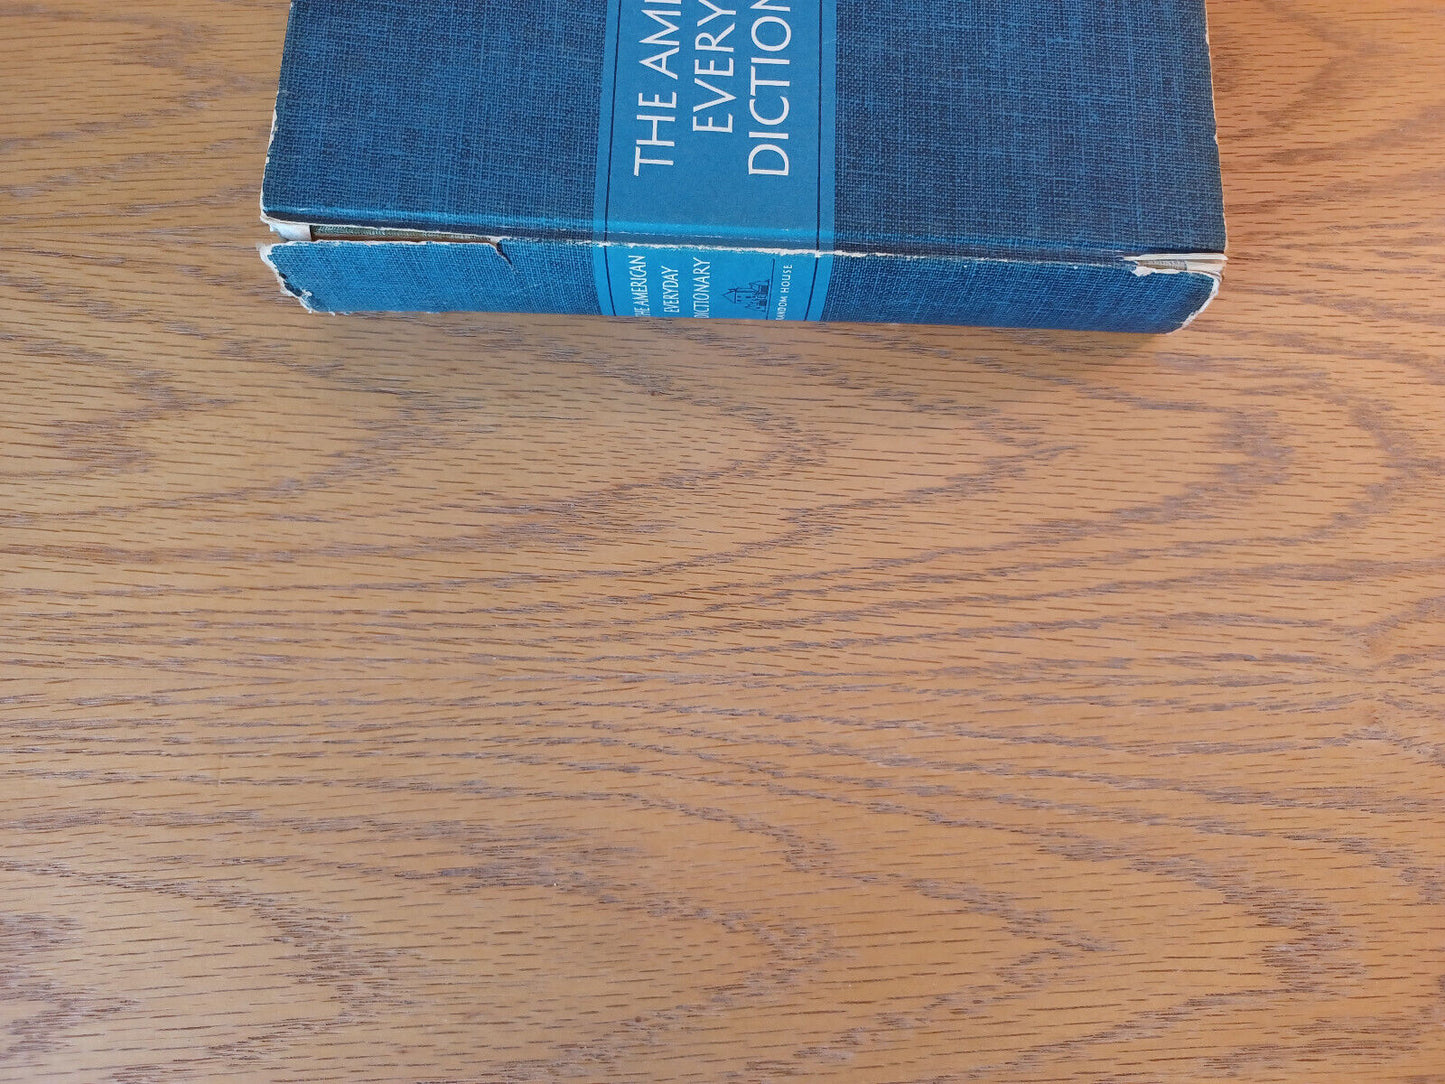 THE AM
EVERY
DICTION
THE AMERICAN
EVERYDAY
DICTIONARY
RANDOM HOUSE